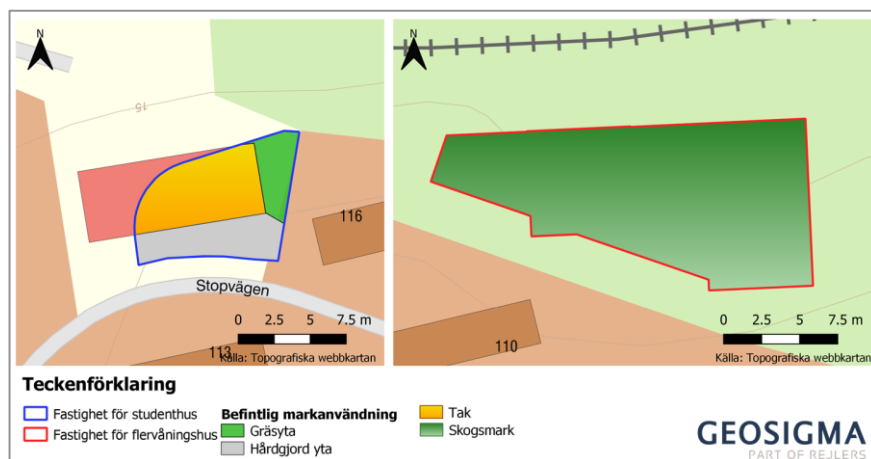 N
15
116
Stopvägen
0 2.5 5 7.5 m
113
Källa: Topografiska webbkartan
N
0 2.5 5 7.5 m
110
Källa: Topografiska webbkartan
Teckenförklaring
Fastighet för studenthus
Fastighet för flervåningshus
Befintlig markanvändning
Gräsyta
Hårdgjord yta
Tak
Skogsmark
GEOSIGMA
PART OF REJLERS